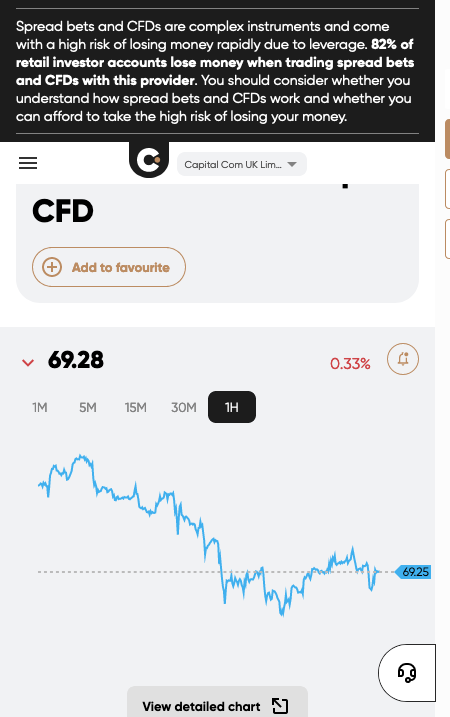 Spread bets and CFDs are complex instruments and come
with a high risk of losing money rapidly due to leverage. 82% of
retail investor accounts lose money when trading spread bets
and CFDs with this provider. You should consider whether you
understand how spread bets and CFDs work and whether you
can afford to take the high risk of losing your money.
Capital Com UK Lim...
CFD
Add to favourite
69.28
0.33%
1M 5M 15M 30M 1H
69.25
View detailed chart